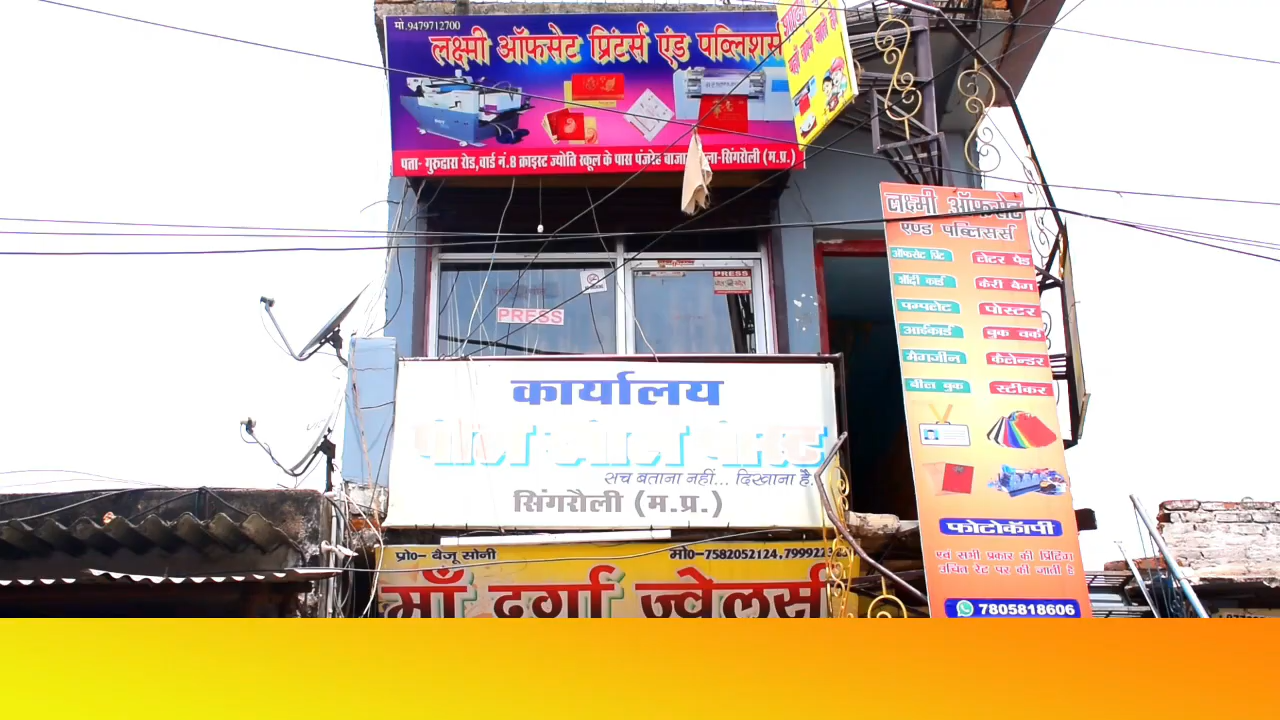 मो.9479712700
लक्ष्मी ऑफसेट प्रिंटर्स एंड पब्लिशर्स
पता- गुरुद्वारा रोड,वार्ड नं.8 क्राइस्ट ज्योति स्कूल के पास पंजरेह बाजार
सिंगरौली (म.प्र.)
PRESS
PRESS
कार्यालय
पोल खोल पोस्ट
सच बताना नहीं... दिखाना है.
सिंगरौली (म.प्र.)
प्रो०- बैजू सोनी
मो०-7582052124,
माँ दुर्गा ज्वेलर्स
लक्ष्मी ऑफसेट
एण्ड पब्लिसर्स
ऑफसेट प्रिंट
लेटर पैड
शादी कार्ड
कैरी बैग
पम्पलेट
पोस्टर
आईकार्ड
बुक वर्क
मैगजीन
कैलेन्डर
बील बुक
स्टीकर
फोटोकॉपी
एवं सभी प्रकार की प्रिंटिंग
उचित रेट पर की जाती है
7805818606